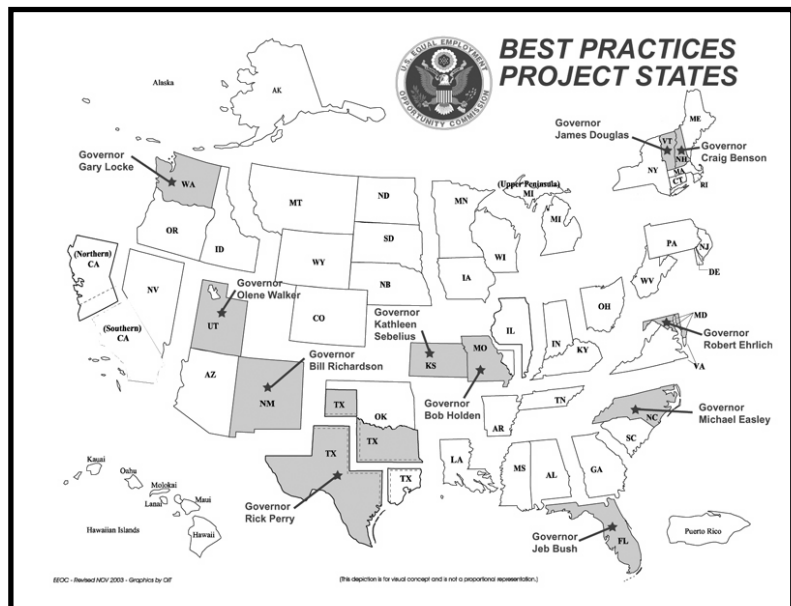 BEST PRACTICES
PROJECT STATES
U.S. EQUAL EMPLOYMENT
OPPORTUNITY COMMISSION
Alaska
AK
Governor
James Douglas
VT
ME
Governor
Craig Benson
NH
NY
MA
CT
RI
Governor
Gary Locke
WA
MT
ND
MN
(Upper Peninsula)
MI
MI
OR
ID
SD
WI
PA
NJ
(Northern)
CA
WY
NV
NB
IA
WV
DE
Governor
Olene Walker
UT
CO
Governor
Kathleen
Sebelius
OH
MD
(Southern)
CA
KS
MO
IL
IN
KY
Governor
Robert Ehrlich
VA
Governor
Bill Richardson
AZ
NM
Governor
Bob Holden
TX
OK
TX
TN
AR
NC
Governor
Michael Easley
SC
TX
LA
TX
MS
AL
GA
Kauai
Oahu
Molokai
Lanai
Maui
Hawaiian Islands
Hawaii
Governor
Rick Perry
Governor
Jeb Bush
FL
Puerto Rico
EEOC - Revised NOV 2003 - Graphics by OIT
(This depiction is for visual concept and is not a proportional representation.)